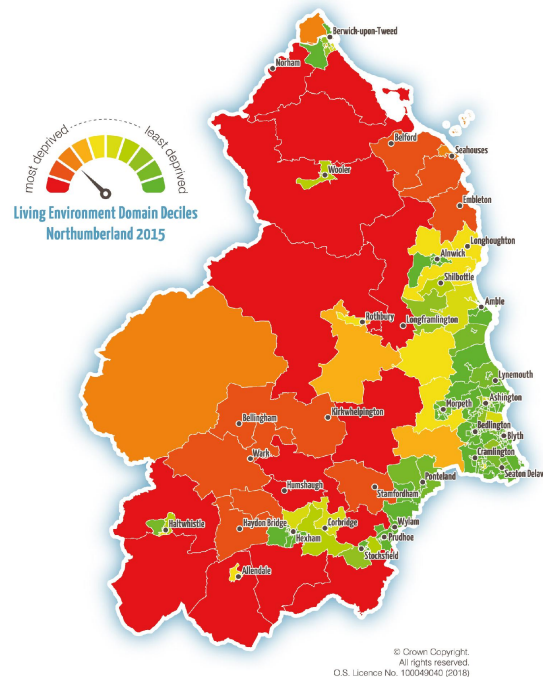 Berwick-upon-Tweed
Norham
Belford
Seahouses
Wooler
most deprived
least deprived
Embleton
Living Environment Domain Deciles
Northumberland 2015
Longhoughton
Alnwick
Shilbottle
Amble
Rothbury
Longframlington
Lynemouth
Ashington
Morpeth
Kirkwhelpington
Bellingham
Bedlington
Blyth
Cramlington
Wark
Seaton Delav
Ponteland
Humshaugh
Stamfordham
Haltwhistle
Haydon Bridge
Corbridge
Wylam
Hexham
Prudhoe
Stocksfield
Allendale
© Crown Copyright.
All rights reserved.
O.S. Licence No. 100049040 (2018)